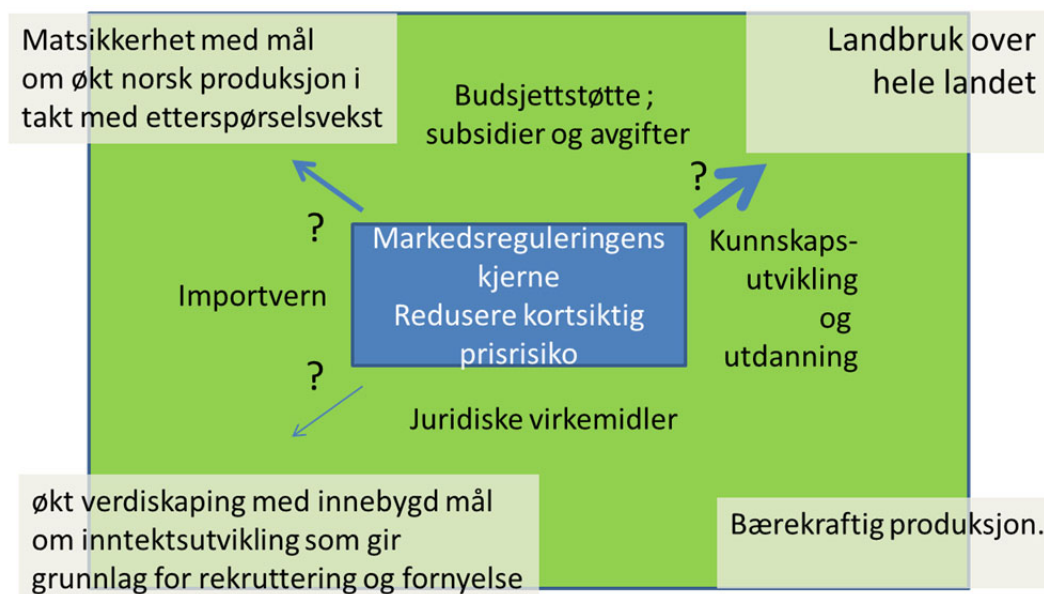 Matsikkerhet med mål
om økt norsk produksjon i
takt med etterspørselsvekst
Landbruk over
hele landet
Budsjettstøtte ;
subsidier og avgifter
?
?
Markedsreguleringens
kjerne
Redusere kortsiktig
prisrisiko
Kunnskaps-
utvikling
og
utdanning
Importvern
?
Juridiske virkemidler
økt verdiskaping med innebygd mål
om inntektsutvikling som gir
grunnlag for rekruttering og fornyelse
Bærekraftig produksjon.